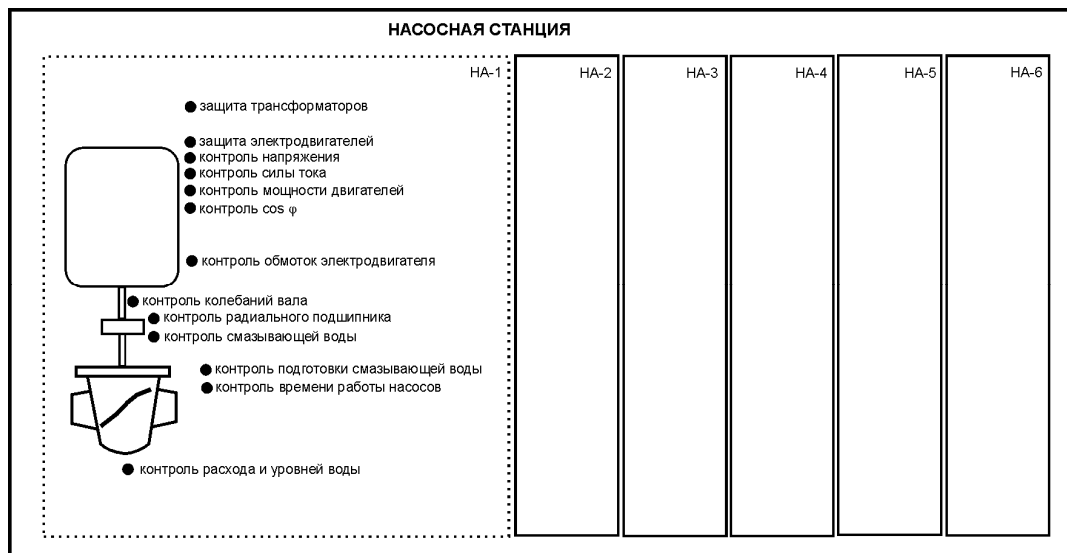 НАСОСНАЯ СТАНЦИЯ
НА-1
НА-2
НА-3
НА-4
НА-5
НА-6
защита трансформаторов
защита электродвигателей
контроль напряжения
контроль силы тока
контроль мощности двигателей
контроль cos φ
контроль обмоток электродвигателя
контроль колебаний вала
контроль радиального подшипника
контроль смазывающей воды
контроль подготовки смазывающей воды
контроль времени работы насосов
контроль расхода и уровней воды